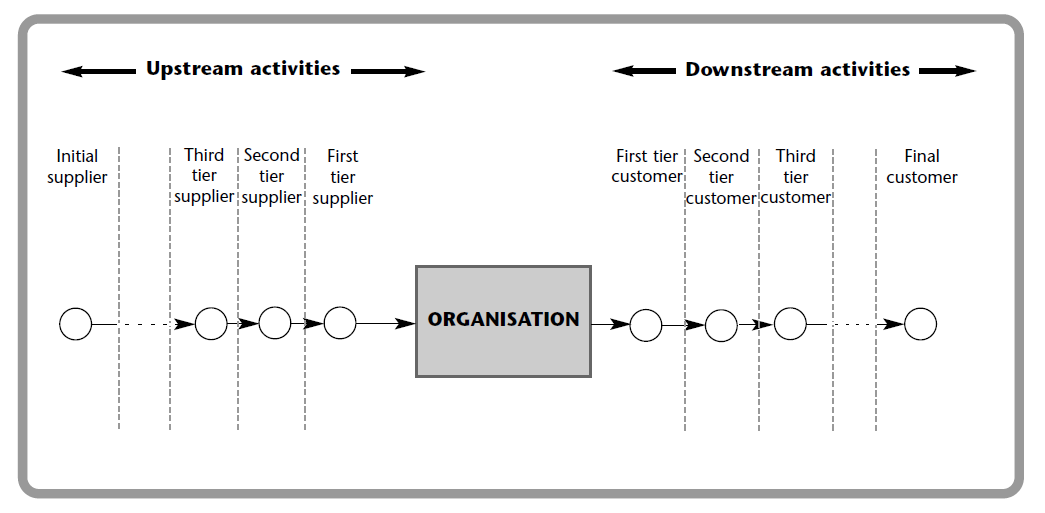 Upstream activities
Downstream activities
Initial
supplier
Third
tier
supplier
Second
tier
supplier
First
tier
supplier
First tier
customer
Second
tier
customer
Third
tier
customer
Final
customer
ORGANISATION